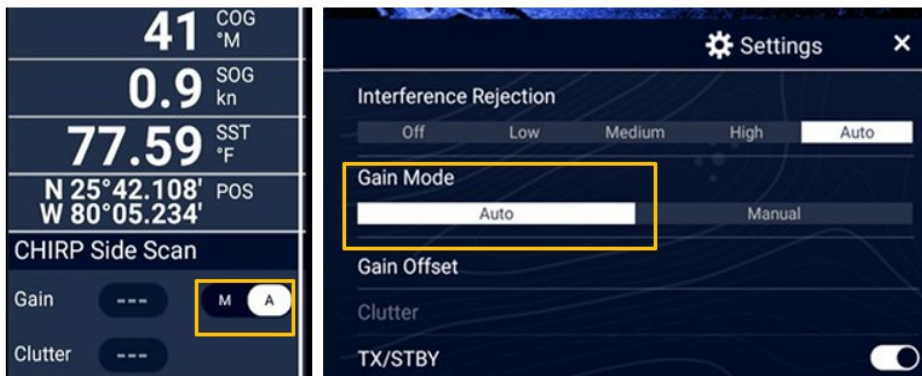 41 COG °M
0.9 SOG kn
77.59 SST °F
N 25°42.108' POS
W 80°05.234'
CHIRP Side Scan
Gain --- M A
Clutter ---
Settings ×
Interference Rejection
Off Low Medium High Auto
Gain Mode
Auto Manual
Gain Offset
Clutter
TX/STBY